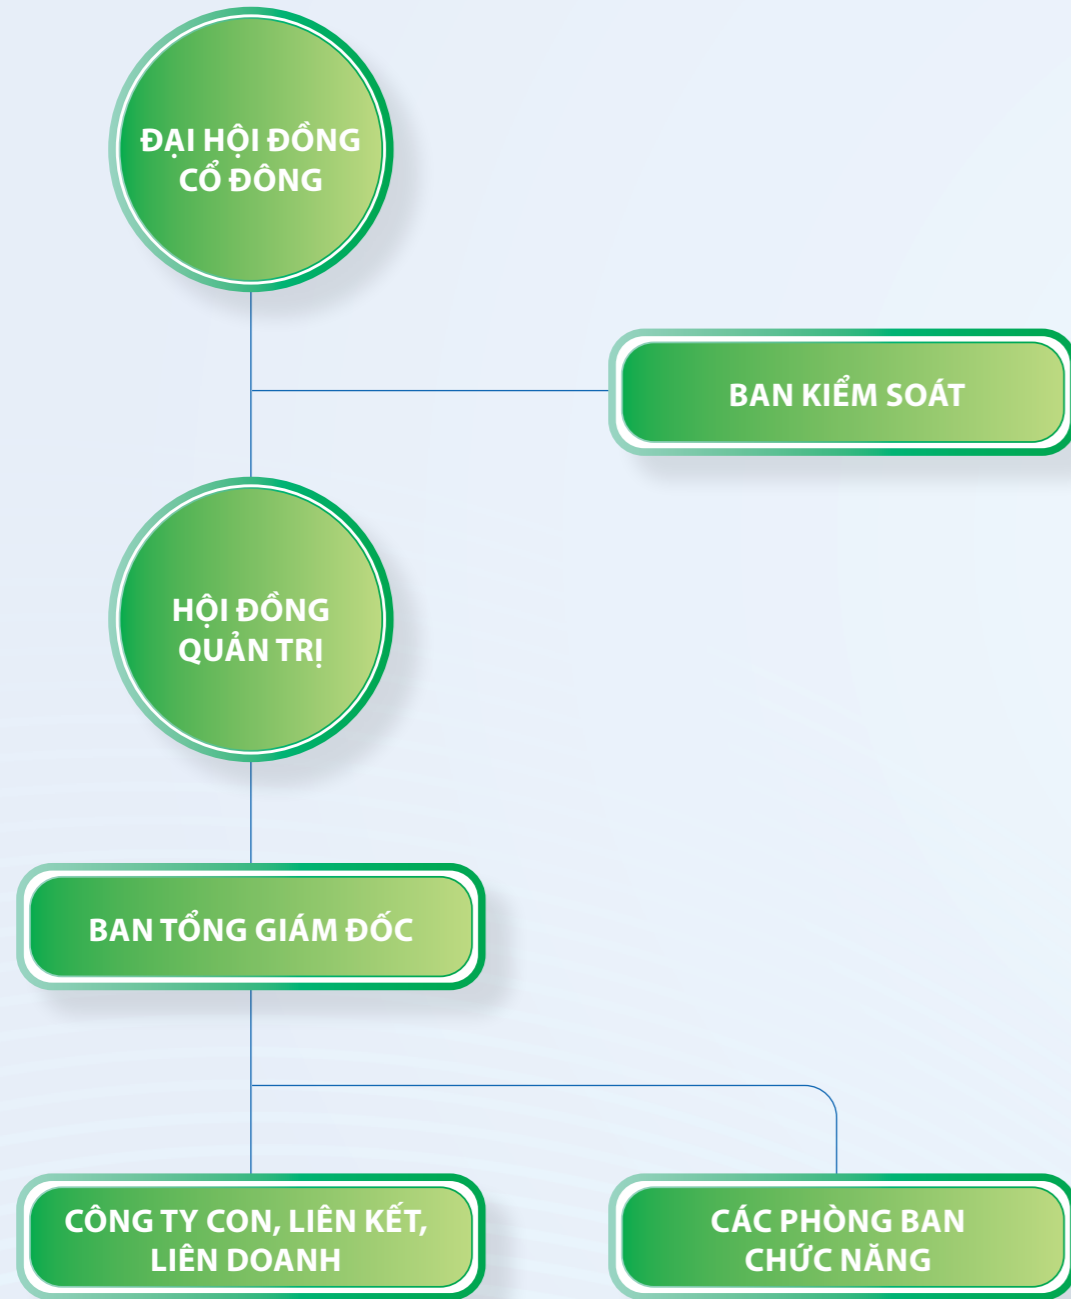 ĐẠI HỘI ĐỒNG
CỔ ĐÔNG
BAN KIỂM SOÁT
HỘI ĐỒNG
QUẢN TRỊ
BAN TỔNG GIÁM ĐỐC
CÔNG TY CON, LIÊN KẾT,
LIÊN DOANH
CÁC PHÒNG BAN
CHỨC NĂNG